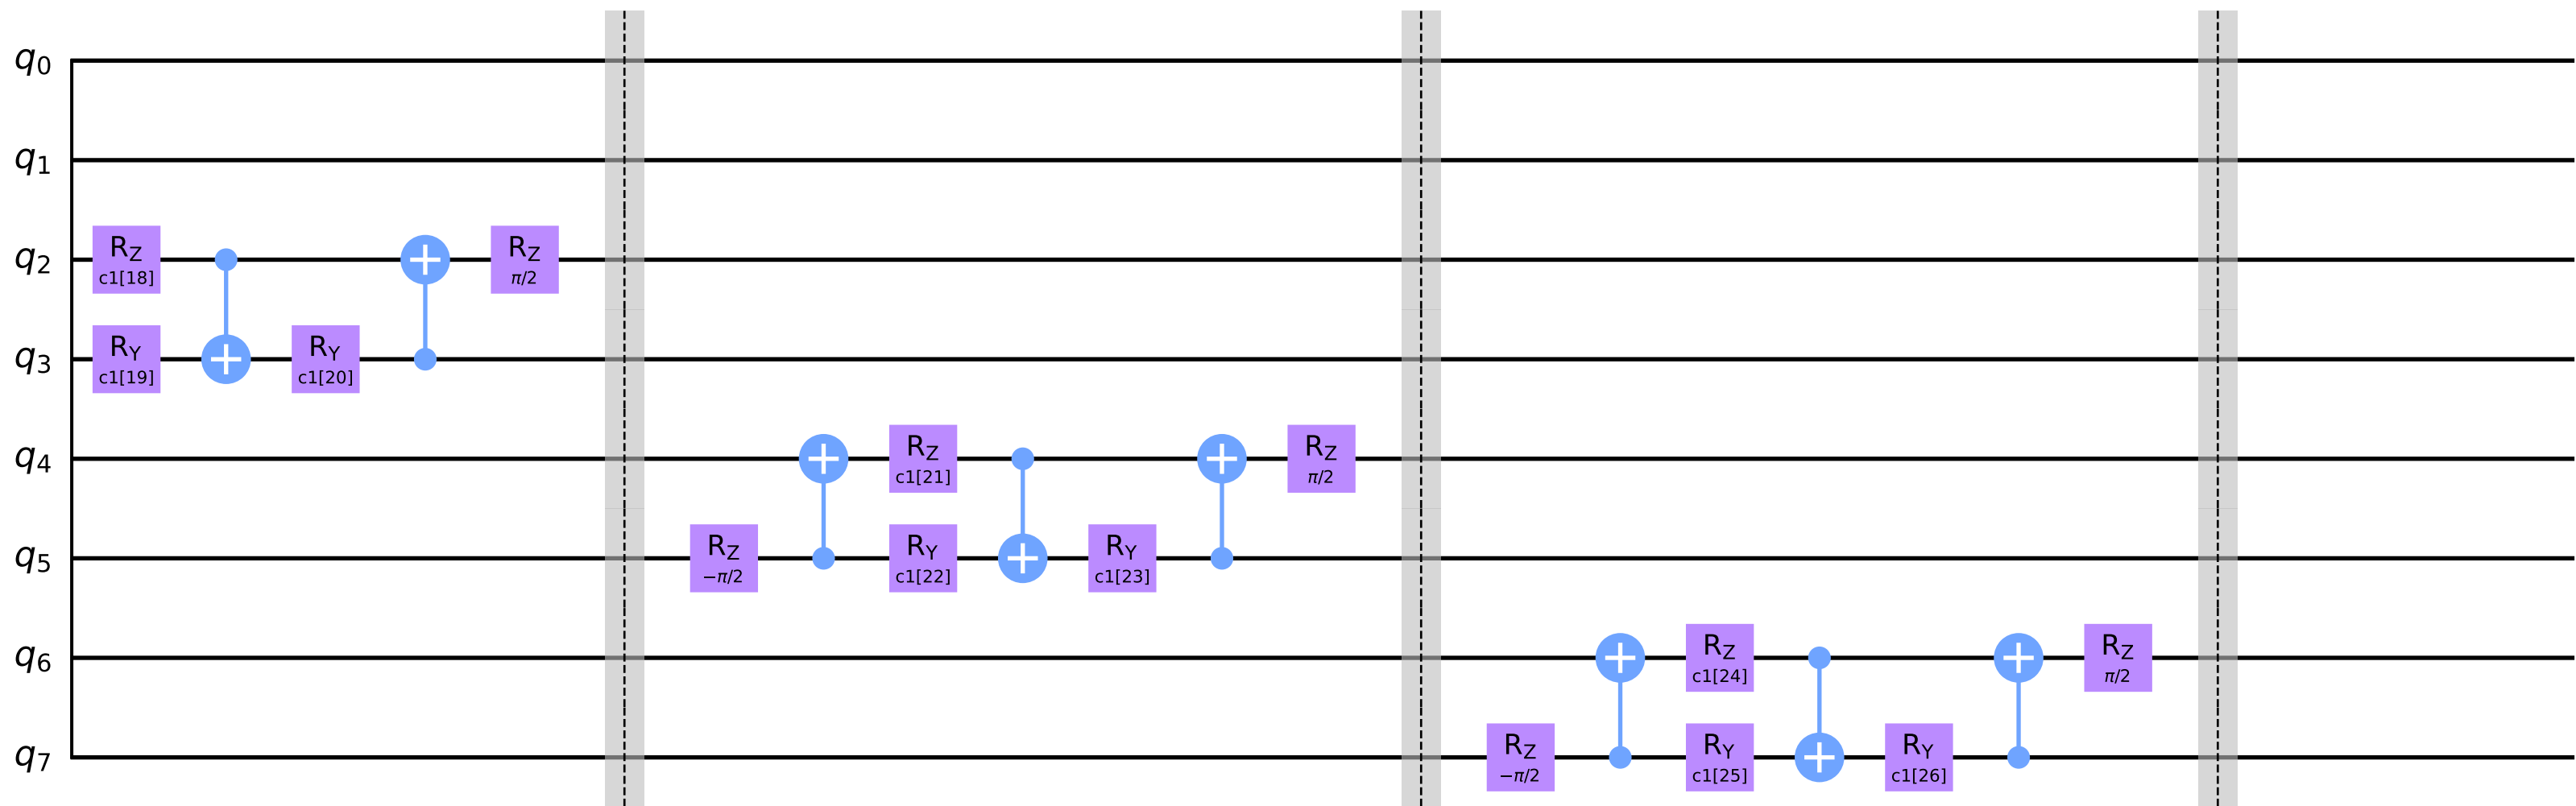 q0
q1
q2 RZ c1[18] RZ π/2
q3 RY c1[19] RY c1[20]
q4 RZ c1[21] RZ π/2
q5 RZ −π/2 RY c1[22] RY c1[23]
q6 RZ c1[24] RZ π/2
q7 RZ −π/2 RY c1[25] RY c1[26]